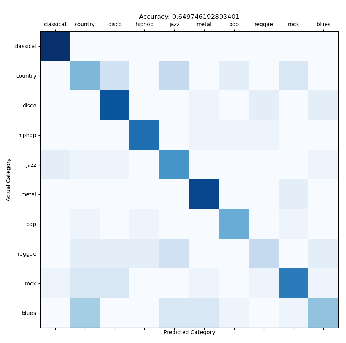 Accuracy: 0.649746192893401
classical country disco hiphop jazz metal pop reggae rock blues
classical
country
disco
hiphop
jazz
metal
pop
reggae
rock
blues
Actual Category
Predicted Category